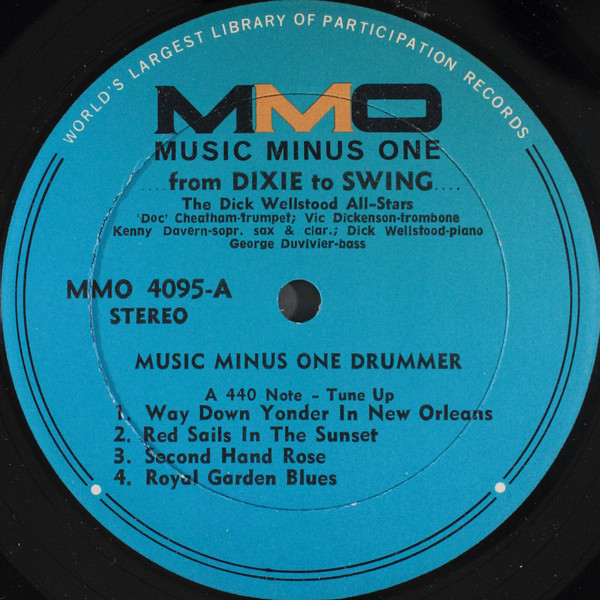 WORLD'S LARGEST LIBRARY OF PARTICIPATION RECORDS
MMO
MUSIC MINUS ONE
....from DIXIE to SWING....
The Dick Wellstood All-Stars
'Doc' Cheatham-trumpet; Vic Dickenson-trombone
Kenny Davern-sopr. sax & clar.; Dick Wellstood-piano
George Duvivier-bass
MMO 4095-A
STEREO
MUSIC MINUS ONE DRUMMER
A 440 Note - Tune Up
1. Way Down Yonder In New Orleans
2. Red Sails In The Sunset
3. Second Hand Rose
4. Royal Garden Blues